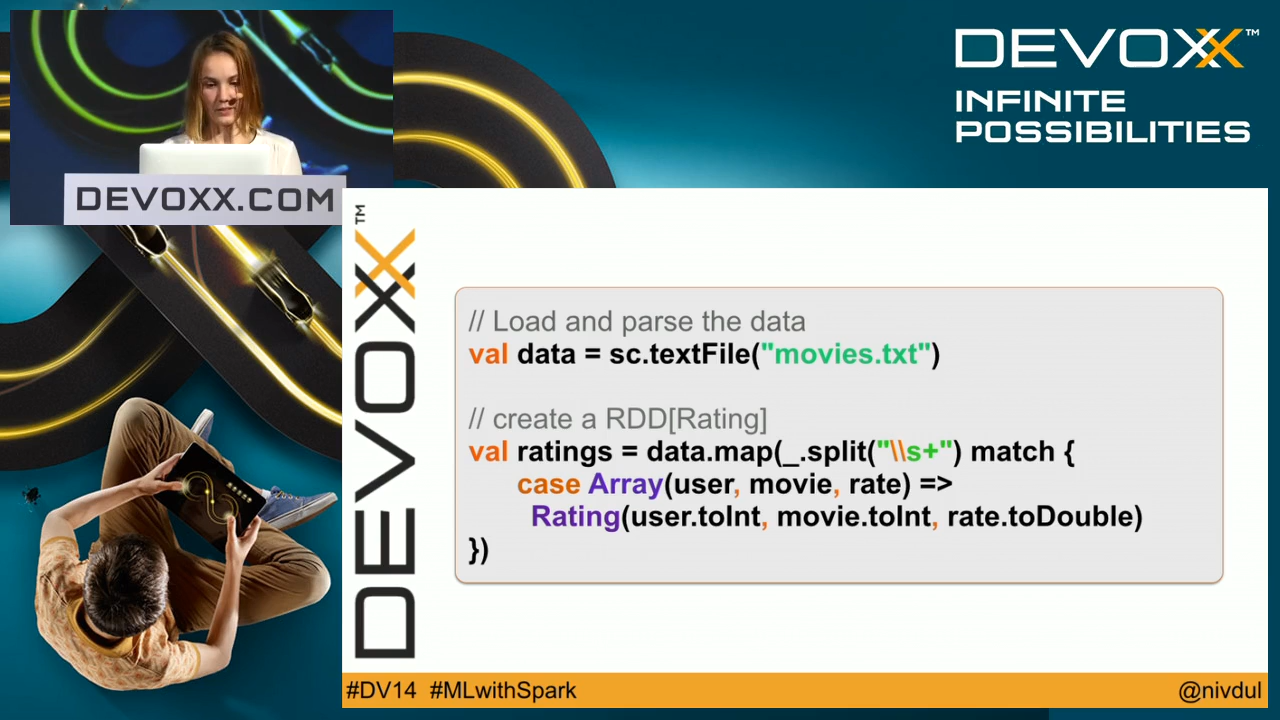 DEVOXX™
INFINITE
POSSIBILITIES
DEVOXX.COM
DEVOXX™
// Load and parse the data
val data = sc.textFile("movies.txt")
// create a RDD[Rating]
val ratings = data.map(_.split("\\s+") match {
case Array(user, movie, rate) =>
Rating(user.toInt, movie.toInt, rate.toDouble)
})
#DV14 #MLwithSpark
@nivdul